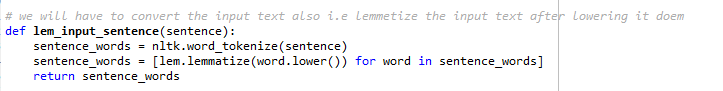 # we will have to convert the input text also i.e lemmetize the input text after lowering it doem
def lem_input_sentence(sentence):
    sentence_words = nltk.word_tokenize(sentence)
    sentence_words = [lem.lemmatize(word.lower()) for word in sentence_words]
    return sentence_words